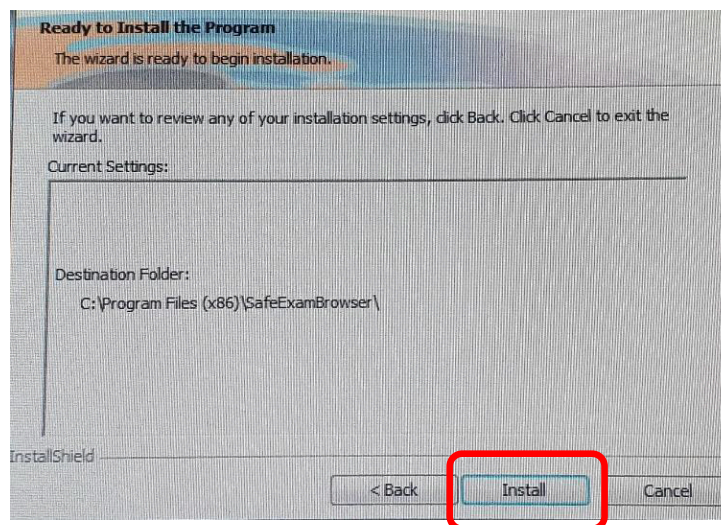 Ready to Install the Program
The wizard is ready to begin installation.
If you want to review any of your installation settings, click Back. Click Cancel to exit the
wizard.
Current Settings:
Destination Folder:
C:\Program Files (x86)\SafeExamBrowser\
InstallShield
< Back Install Cancel